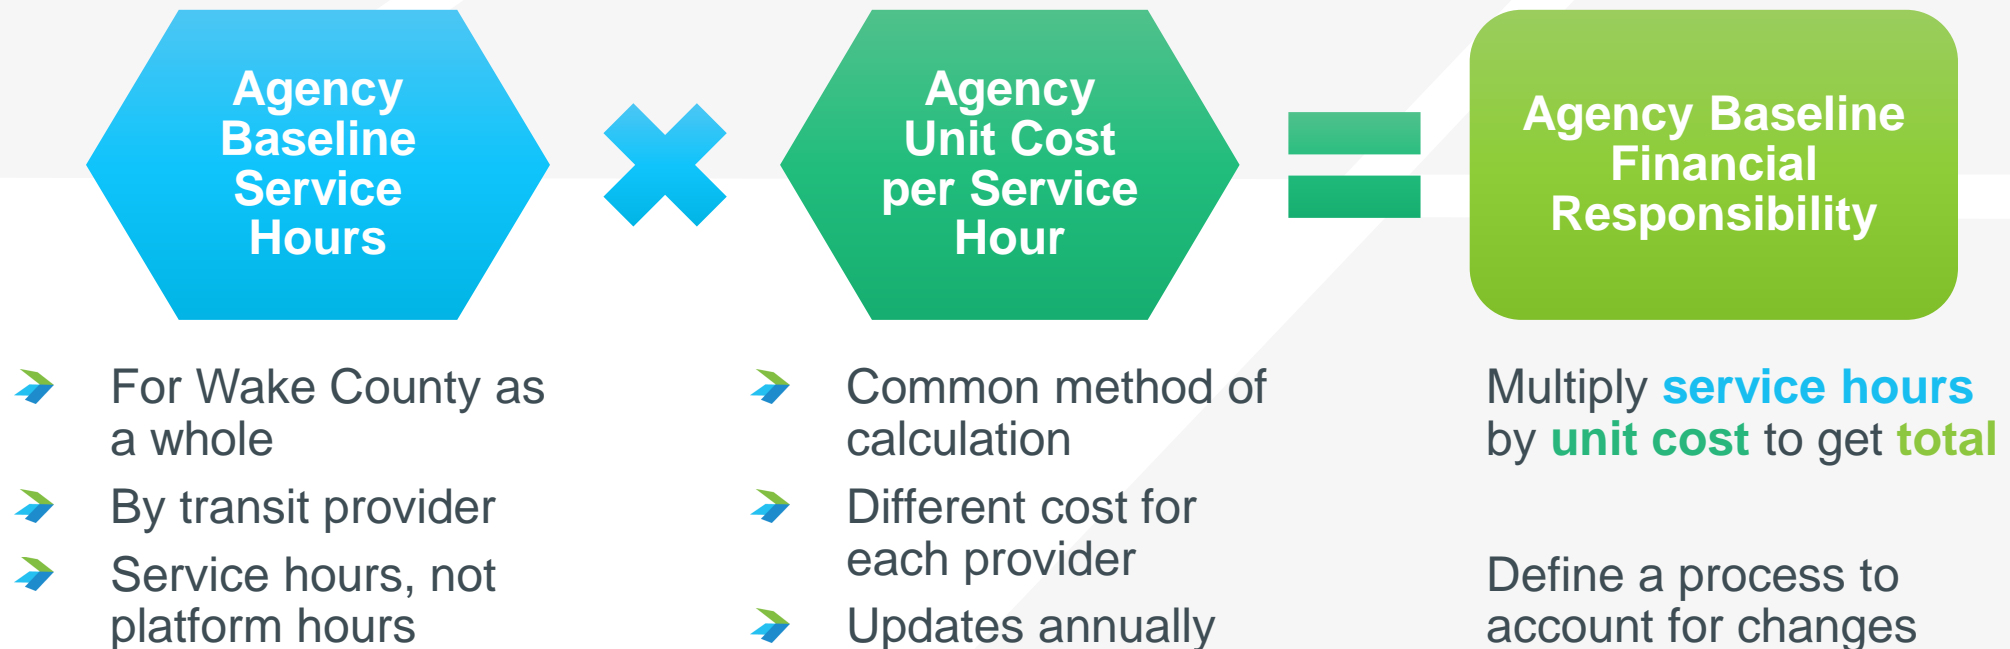 Agency
Baseline
Service
Hours
Agency
Unit Cost
per Service
Hour
Agency Baseline
Financial
Responsibility
For Wake County as
a whole
By transit provider
Service hours, not
platform hours
Common method of
calculation
Different cost for
each provider
Updates annually
Multiply service hours
by unit cost to get total
Define a process to
account for changes